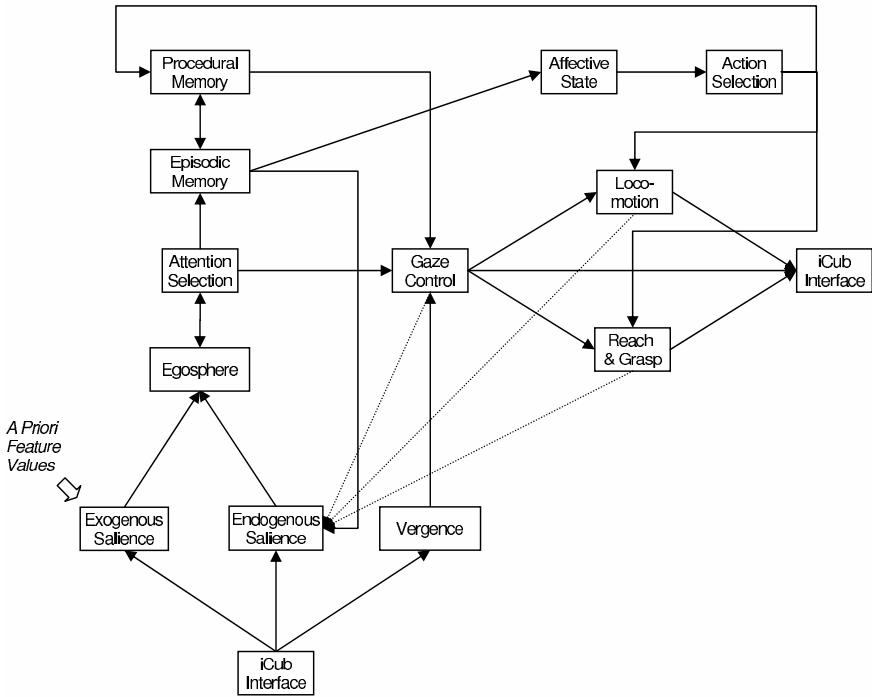 Procedural
Memory
Affective
State
Action
Selection
Episodic
Memory
Loco-
motion
Attention
Selection
Gaze
Control
iCub
Interface
Reach
& Grasp
Egosphere
A Priori
Feature
Values
Exogenous
Salience
Endogenous
Salience
Vergence
iCub
Interface